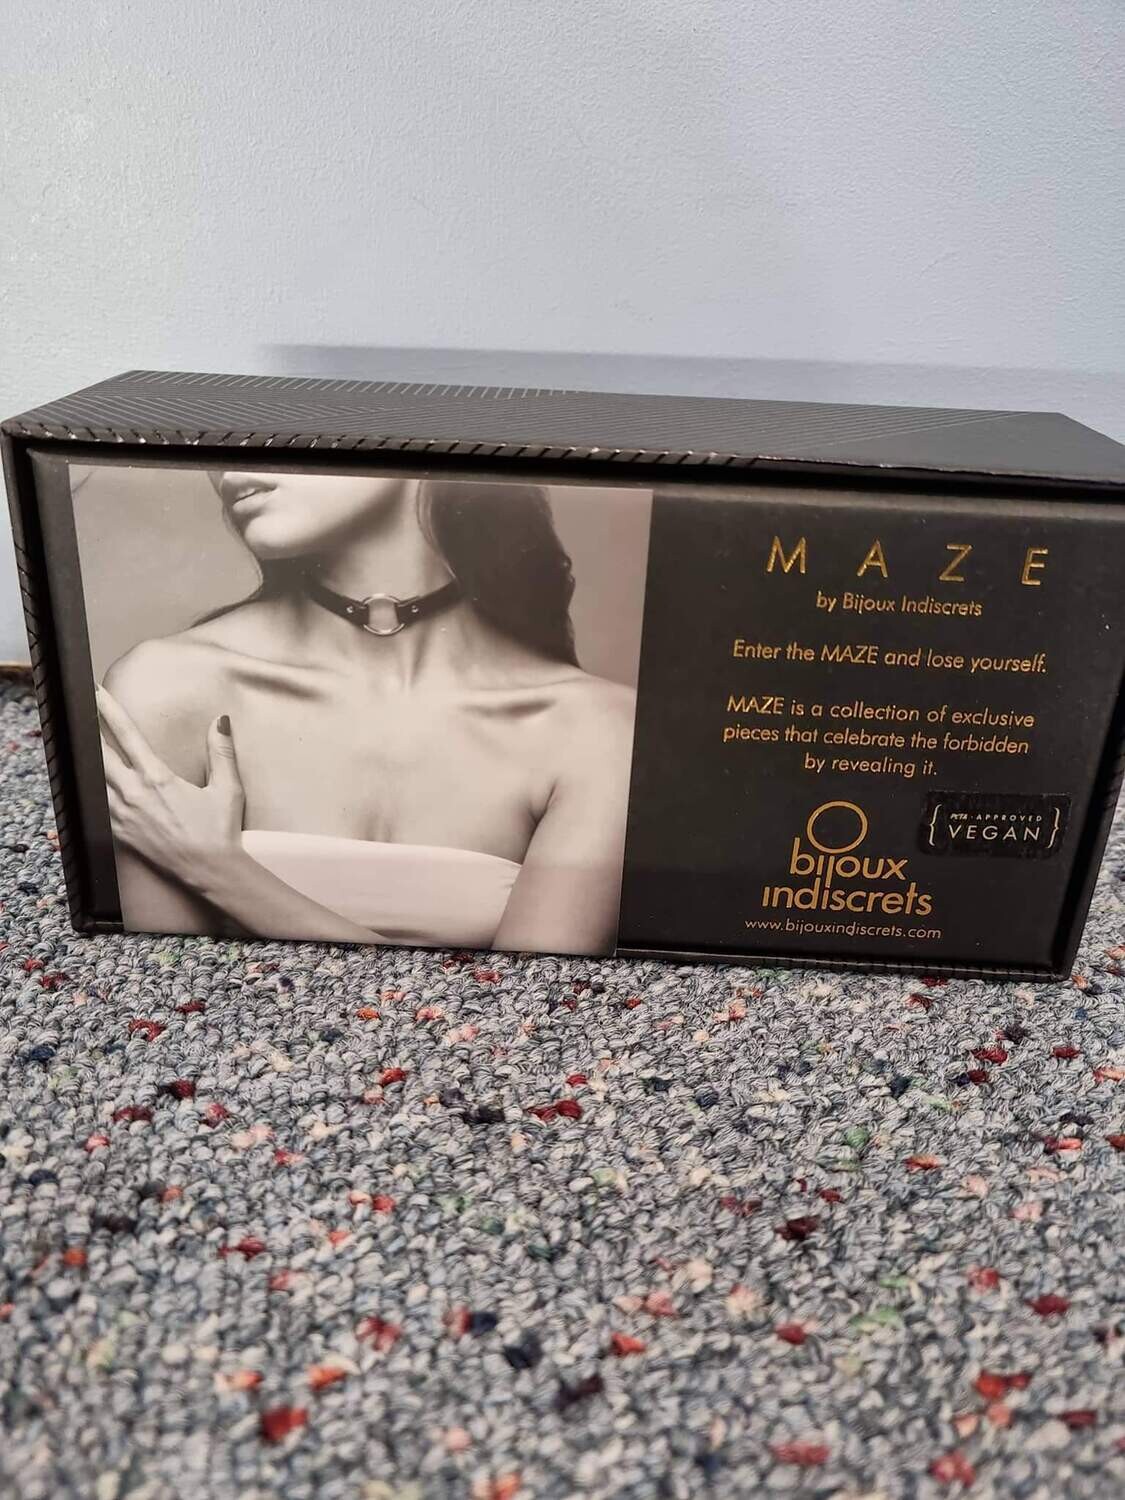 MAZE
by Bijoux Indiscrets
Enter the MAZE and lose yourself.
MAZE is a collection of exclusive
pieces that celebrate the forbidden
by revealing it.
PETA-APPROVED
{VEGAN}
bijoux
indiscrets
www.bijouxindiscrets.com